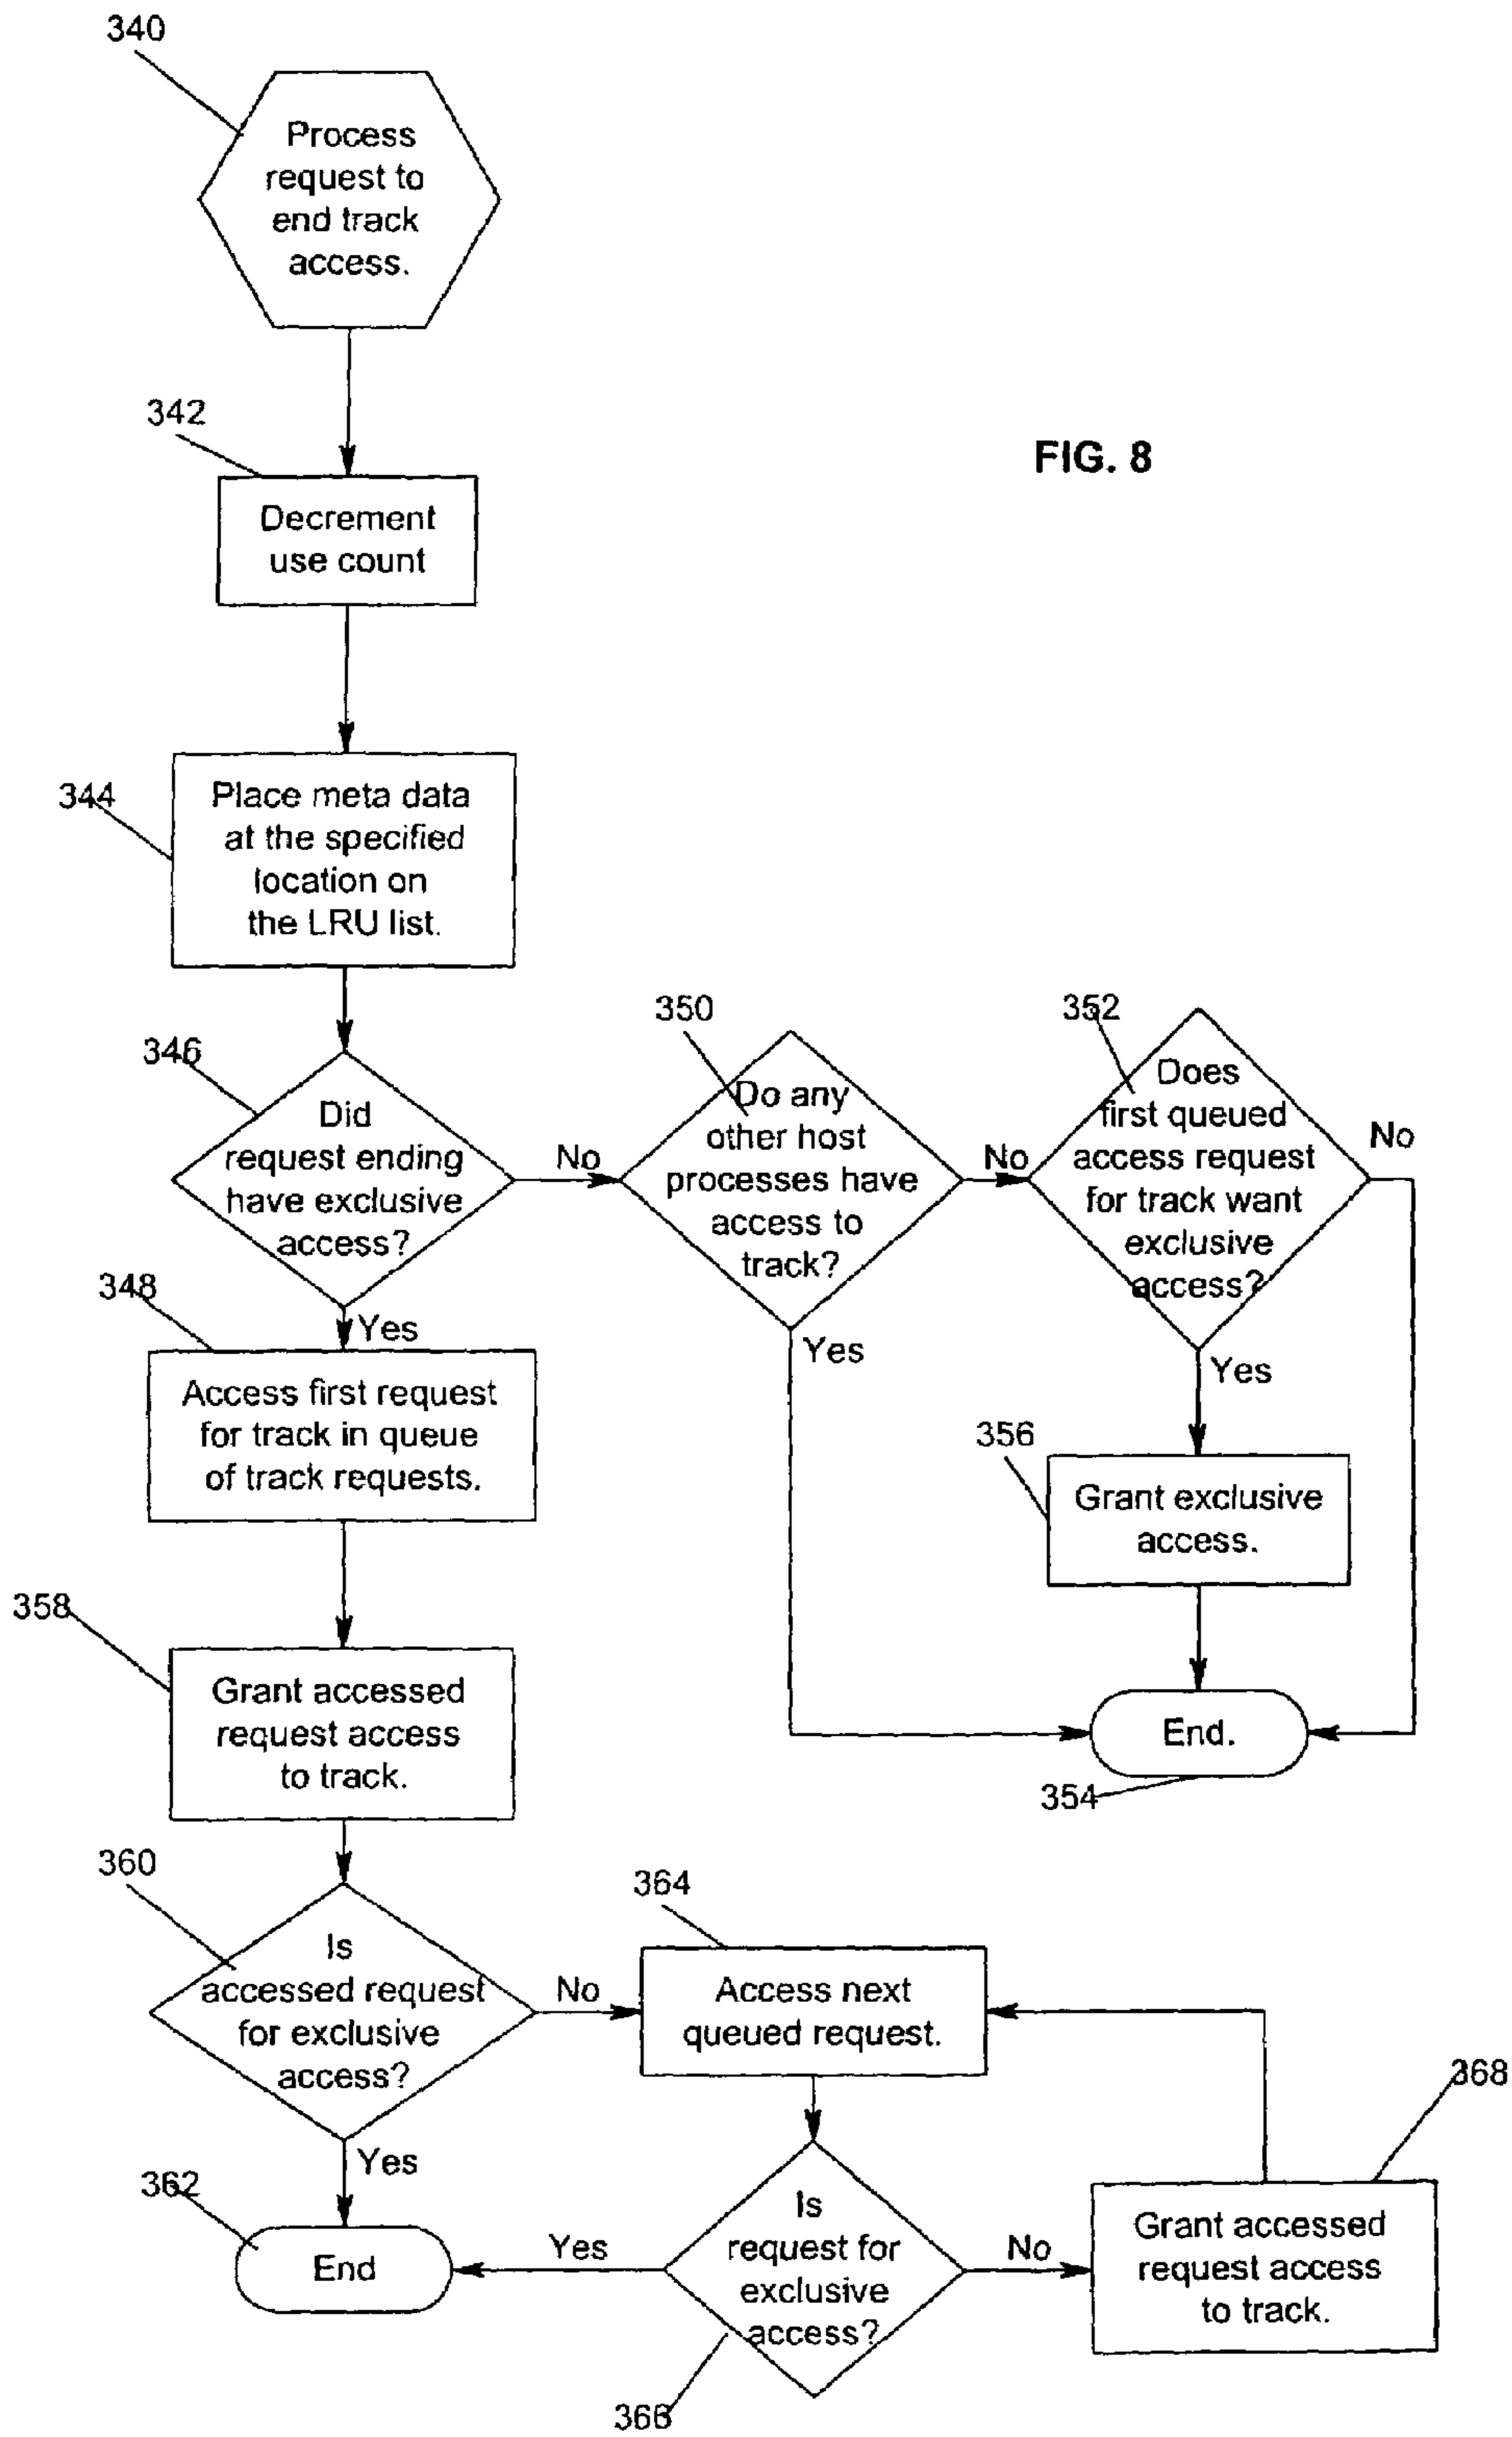 340
Process
request to
end track
access.
342
FIG. 8
Decrement
use count
344
Place meta data
at the specified
location on
the LRU list.
346
Did
request ending
have exclusive
access?
No
350
Do any
other host
processes have
access to
track?
No
352
Does
first queued
access request
for track want
exclusive
access?
No
348
Yes
Yes
Yes
Access first request
for track in queue
of track requests.
356
Grant exclusive
access.
358
Grant accessed
request access
to track.
End.
354
360
Is
accessed request
for exclusive
access?
No
364
Access next
queued request.
368
Yes
362
End
Yes
Is
request for
exclusive
access?
No
Grant accessed
request access
to track.
366